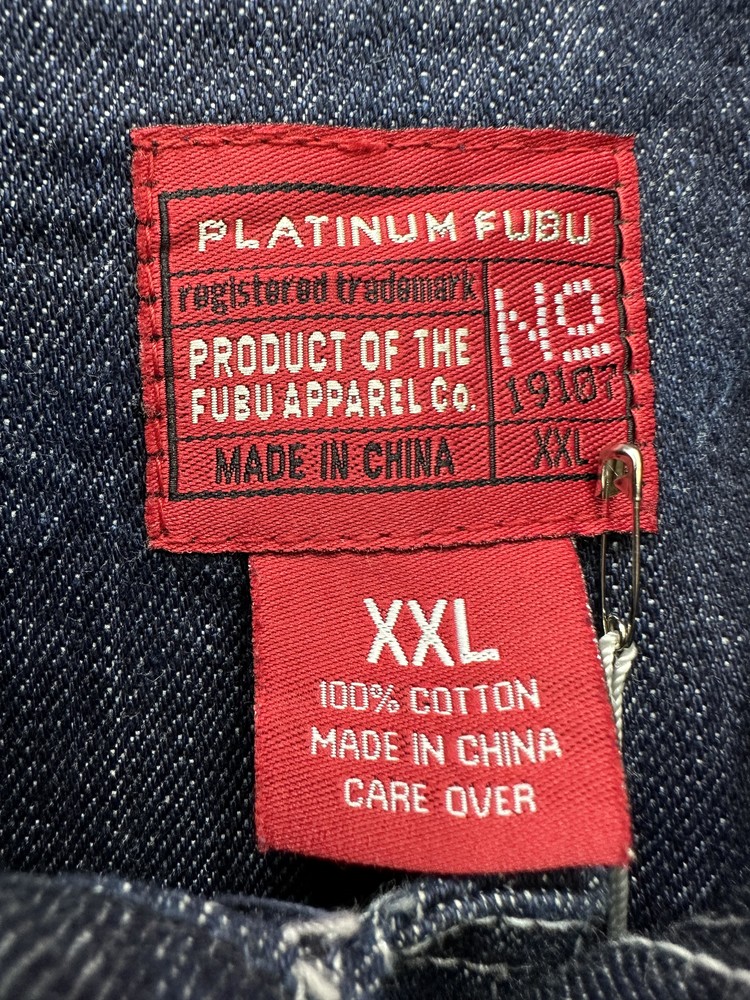 PLATINUM FUBU
registered trademark
PRODUCT OF THE
FUBU APPAREL Co.
No
19107
MADE IN CHINA
XXL
XXL
100% COTTON
MADE IN CHINA
CARE OVER